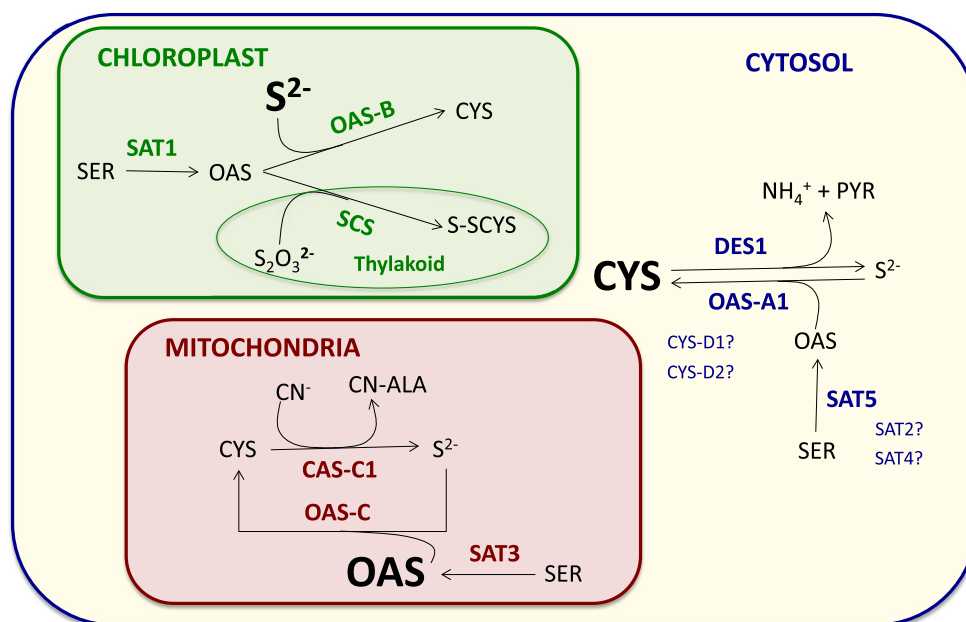 CHLOROPLAST
CYTOSOL
S²⁻
OAS-B
CYS
SAT1
SER
OAS
SCS
S-SCYS
S₂O₃²⁻
Thylakoid
NH₄⁺ + PYR
DES1
CYS
S²⁻
OAS-A1
CYS-D1?
OAS
CYS-D2?
SAT5
SAT2?
SER
SAT4?
MITOCHONDRIA
CN⁻
CN-ALA
CYS
S²⁻
CAS-C1
OAS-C
OAS
SAT3
SER